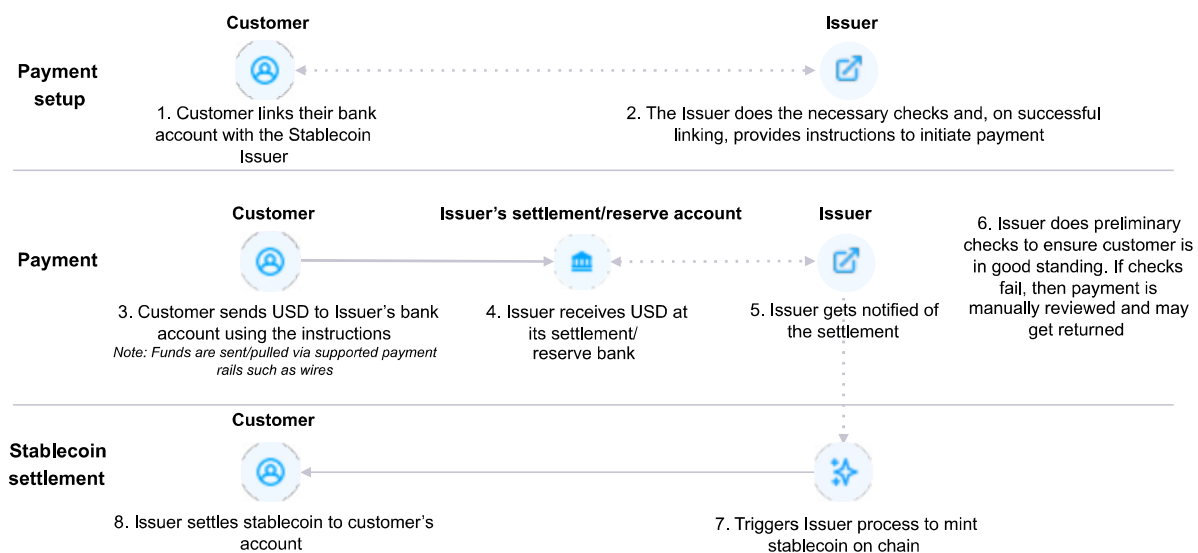 Customer
Issuer
Payment
setup
1. Customer links their bank
account with the Stablecoin
Issuer
2. The Issuer does the necessary checks and, on successful
linking, provides instructions to initiate payment
Customer
Issuer’s settlement/reserve account
Issuer
Payment
3. Customer sends USD to Issuer’s bank
account using the instructions
Note: Funds are sent/pulled via supported payment
rails such as wires
4. Issuer receives USD at
its settlement/
reserve bank
5. Issuer gets notified of
the settlement
6. Issuer does preliminary
checks to ensure customer is
in good standing. If checks
fail, then payment is
manually reviewed and may
get returned
Customer
Stablecoin
settlement
8. Issuer settles stablecoin to customer’s
account
7. Triggers Issuer process to mint
stablecoin on chain